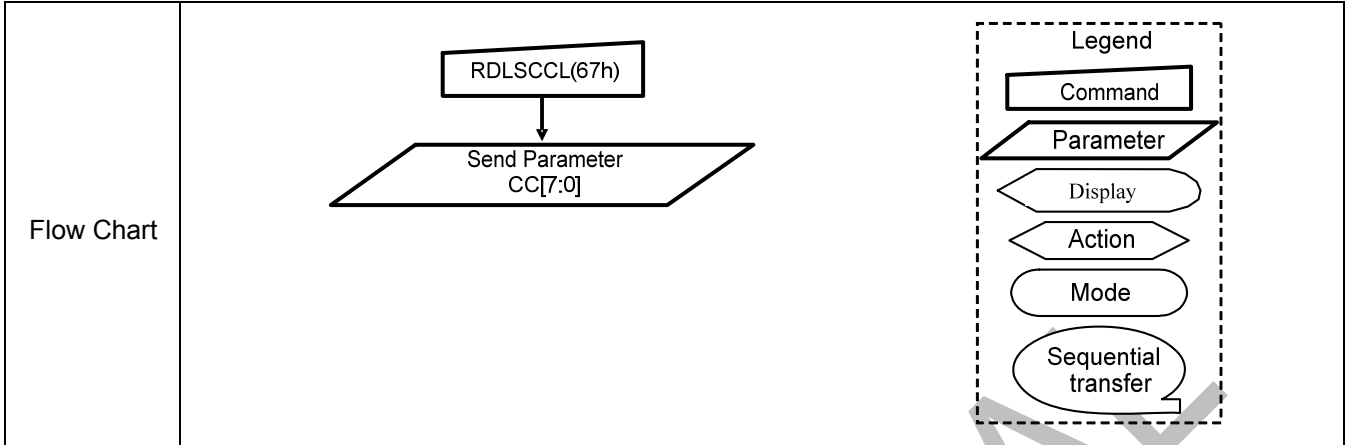 Flow Chart
RDLSCCL(67h)
Send Parameter
CC[7:0]
Legend
Command
Parameter
Display
Action
Mode
Sequential
transfer